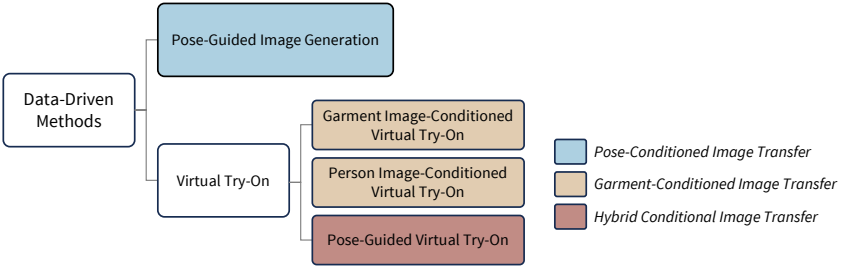 Pose-Guided Image Generation
Data-Driven
Methods
Virtual Try-On
Garment Image-Conditioned
Virtual Try-On
Person Image-Conditioned
Virtual Try-On
Pose-Guided Virtual Try-On
Pose-Conditioned Image Transfer
Garment-Conditioned Image Transfer
Hybrid Conditional Image Transfer